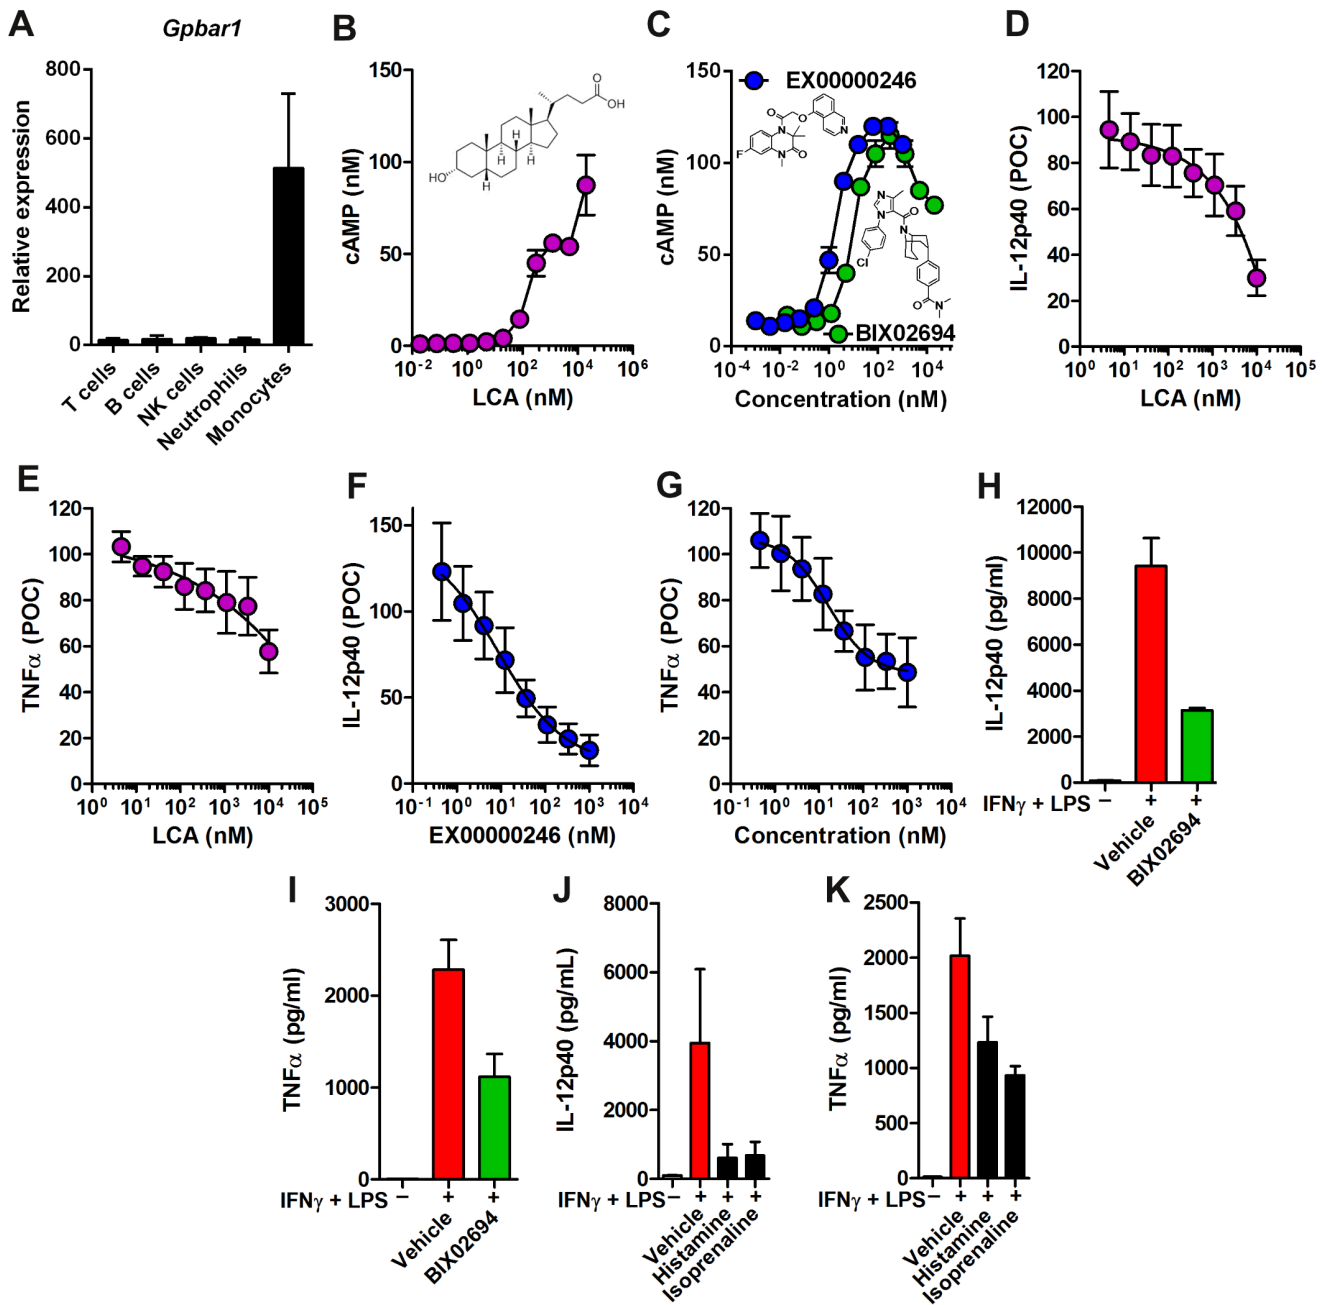 A
Gpbar1
Relative expression
800
600
400
200
0
T cells
B cells
NK cells
Neutrophils
Monocytes
B
cAMP (nM)
150
100
50
0
10⁻² 10⁰ 10² 10⁴ 10⁶
LCA (nM)
O
OH
H
H
H
H
HO
H
C
cAMP (nM)
150
100
50
0
10⁻⁴ 10⁻² 10⁰ 10² 10⁴
Concentration (nM)
EX00000246
O
O
N
N
F
N
O
N
N
O
N
Cl
O
N
BIX02694
D
IL-12p40 (POC)
120
100
80
60
40
20
0
10⁰ 10¹ 10² 10³ 10⁴ 10⁵
LCA (nM)
E
TNFα (POC)
120
100
80
60
40
20
0
10⁰ 10¹ 10² 10³ 10⁴ 10⁵
LCA (nM)
F
IL-12p40 (POC)
150
100
50
0
10⁻¹ 10⁰ 10¹ 10² 10³ 10⁴
EX00000246 (nM)
G
TNFα (POC)
120
100
80
60
40
20
0
10⁻¹ 10⁰ 10¹ 10² 10³ 10⁴
Concentration (nM)
H
IL-12p40 (pg/ml)
12000
10000
8000
6000
4000
2000
0
IFNγ + LPS – + +
Vehicle
BIX02694
I
TNFα (pg/ml)
3000
2000
1000
0
IFNγ + LPS – + +
Vehicle
BIX02694
J
IL-12p40 (pg/mL)
8000
6000
4000
2000
0
IFNγ + LPS – + + +
Vehicle
Histamine
Isoprenaline
K
TNFα (pg/ml)
2500
2000
1500
1000
500
0
IFNγ + LPS – + + +
Vehicle
Histamine
Isoprenaline